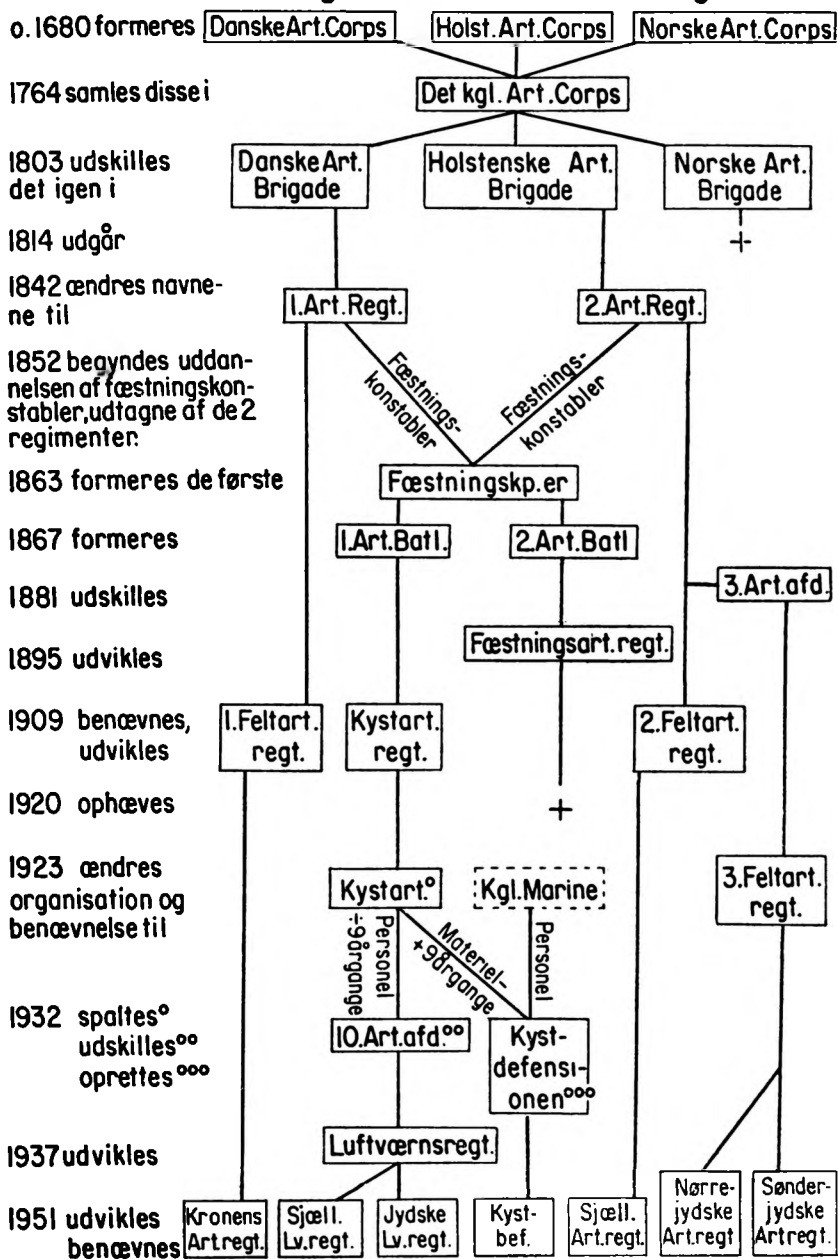 o. 1680 formeres
Danske Art. Corps
Holst. Art. Corps
Norske Art. Corps
1764 samles disse i
Det kgl. Art. Corps
1803 udskilles
det igen i
Danske Art.
Brigade
Holstenske Art.
Brigade
Norske Art.
Brigade
1814 udgår
+
1842 ændres navne-
ne til
1. Art. Regt.
2. Art. Regt.
1852 begyndes uddan-
nelsen af fæstningskon-
stabler, udtagne af de 2
regimenter:
Fæstnings-
konstabler
Fæstnings-
konstabler
1863 formeres de første
Fæstningskp.er
1867 formeres
1. Art. Batl.
2. Art. Batl
1881 udskilles
3. Art. afd.
1895 udvikles
Fæstningsart. regt.
1909 benævnes,
udvikles
1. Feltart.
regt.
Kystart.
regt.
2. Feltart.
regt.
1920 ophæves
+
1923 ændres
organisation og
benævnelse til
Kystart.°
Kgl. Marine
3. Feltart.
regt.
Personel
÷9årgange
Materiel-
+9årgange
Personel
1932 spaltes°
udskilles°°
oprettes°°°
10. Art. afd.°°
Kyst-
defensi-
onen°°°
1937 udvikles
Luftværnsregt.
1951 udvikles
benævnes
Kronens
Art. regt.
Sjæll.
Lv. regt.
Jydske
Lv. regt.
Kyst-
bef.
Sjæll.
Art. regt.
Nørre-
jydske
Art. regt
Sønder-
jydske
Art regt.